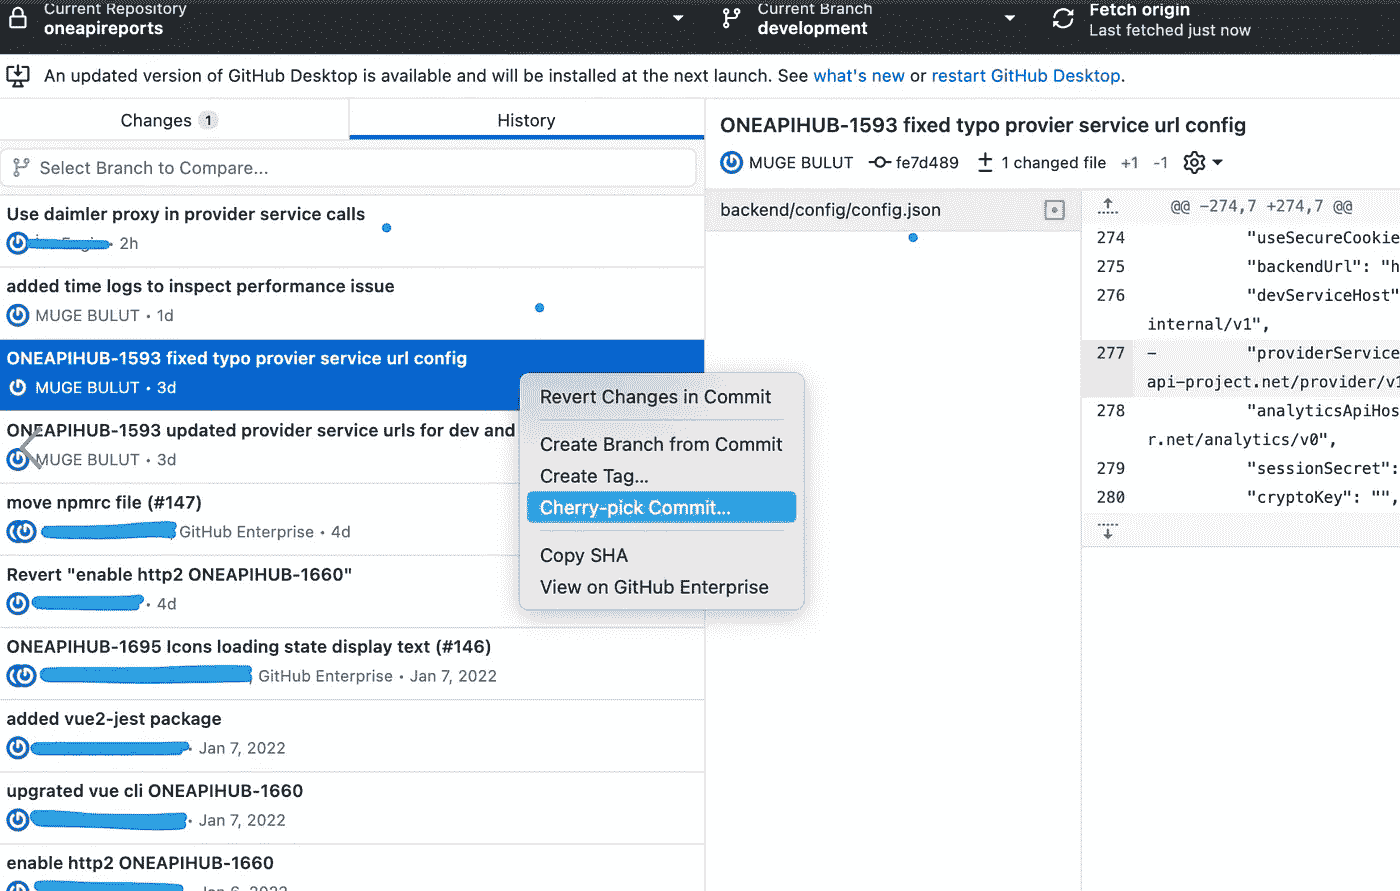 Current Repository
oneapireports
Current Branch
development
Fetch origin
Last fetched just now
An updated version of GitHub Desktop is available and will be installed at the next launch. See what's new or restart GitHub Desktop.
Changes 1
History
Select Branch to Compare...
Use daimler proxy in provider service calls
• 2h
added time logs to inspect performance issue
MUGE BULUT • 1d
ONEAPIHUB-1593 fixed typo provier service url config
MUGE BULUT • 3d
ONEAPIHUB-1593 updated provider service urls for dev and
MUGE BULUT • 3d
move npmrc file (#147)
GitHub Enterprise • 4d
Revert "enable http2 ONEAPIHUB-1660"
• 4d
ONEAPIHUB-1695 Icons loading state display text (#146)
GitHub Enterprise • Jan 7, 2022
added vue2-jest package
• Jan 7, 2022
upgrated vue cli ONEAPIHUB-1660
• Jan 7, 2022
enable http2 ONEAPIHUB-1660
Jan 6, 2022
Revert Changes in Commit
Create Branch from Commit
Create Tag...
Cherry-pick Commit...
Copy SHA
View on GitHub Enterprise
ONEAPIHUB-1593 fixed typo provier service url config
MUGE BULUT fe7d489 1 changed file +1 -1
backend/config/config.json
@@ -274,7 +274,7 @@
274 "useSecureCookie
275 "backendUrl": "h
276 "devServiceHost"
internal/v1",
277 - "providerService
api-project.net/provider/v1
278 "analyticsApiHos
r.net/analytics/v0",
279 "sessionSecret":
280 "cryptoKey": "",